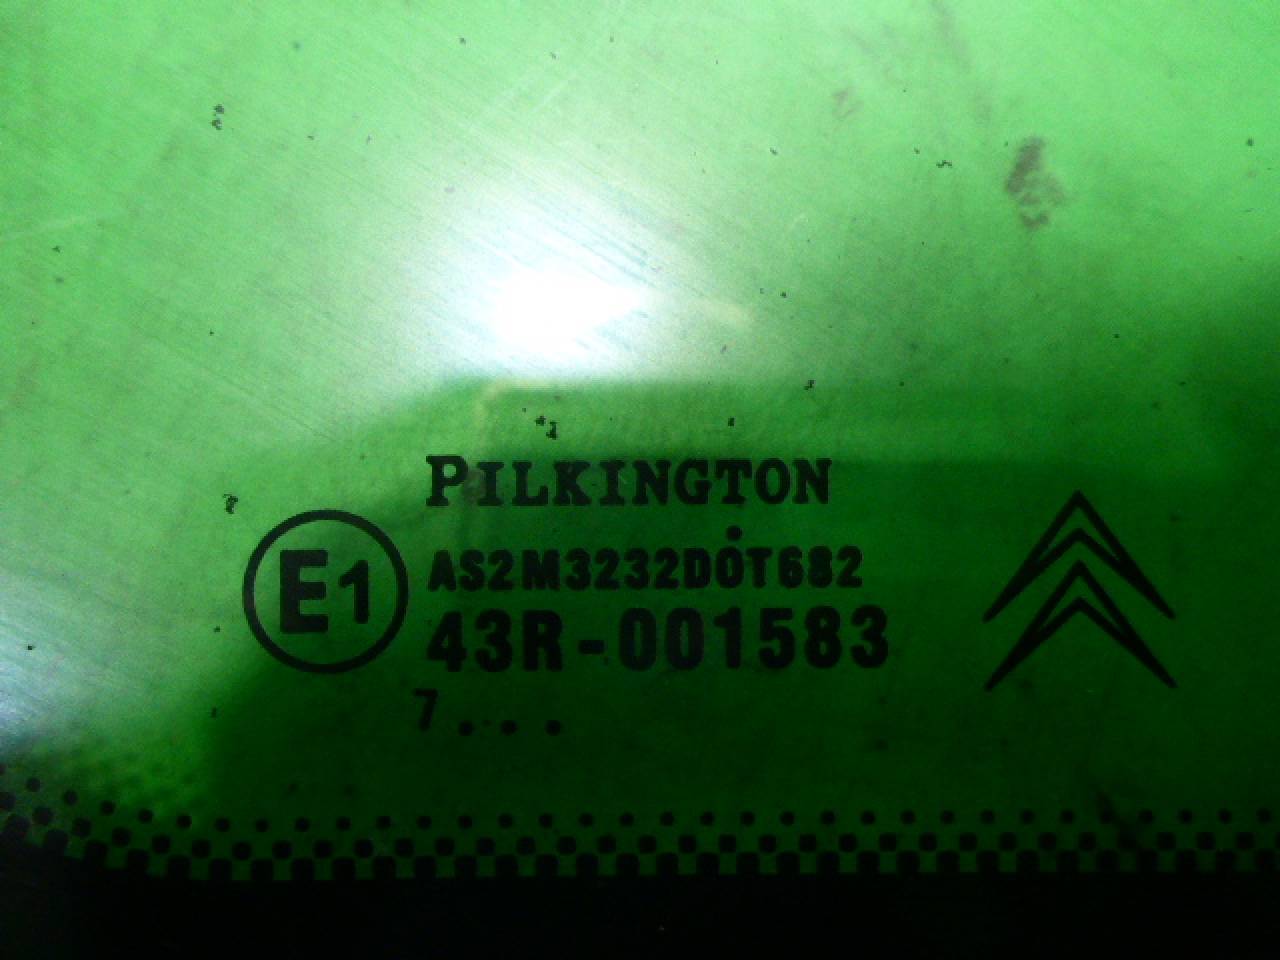 PILKINGTON
E1
AS2M3232DOT682
43R-001583
7...